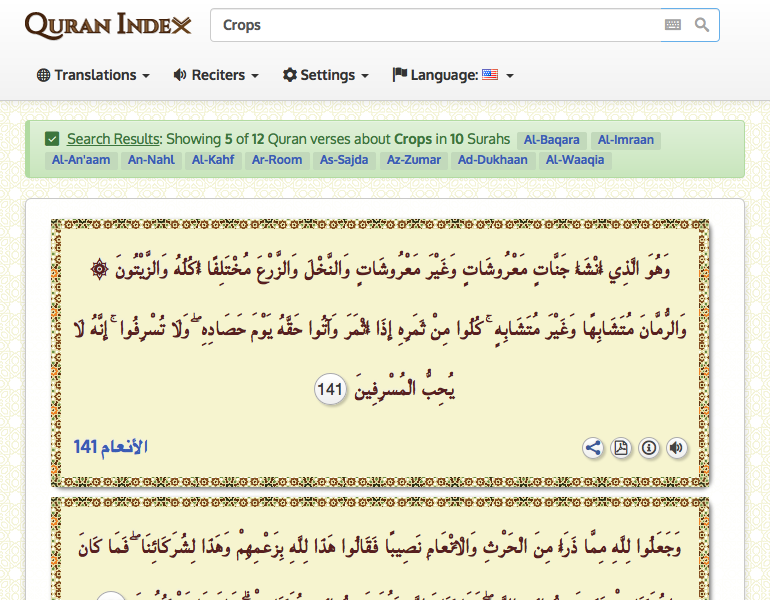 QURAN INDEX
Crops
Translations
Reciters
Settings
Language:
Search Results: Showing 5 of 12 Quran verses about Crops in 10 Surahs Al-Baqara Al-Imraan
Al-An'aam An-Nahl Al-Kahf Ar-Room As-Sajda Az-Zumar Ad-Dukhaan Al-Waaqia
۞ وَهُوَ الَّذِي أَنْشَأَ جَنَّاتٍ مَعْرُوشَاتٍ وَغَيْرَ مَعْرُوشَاتٍ وَالنَّخْلَ وَالزَّرْعَ مُخْتَلِفًا أُكُلُهُ وَالزَّيْتُونَ
وَالرُّمَّانَ مُتَشَابِهًا وَغَيْرَ مُتَشَابِهٍ ۚ كُلُوا مِنْ ثَمَرِهِ إِذَا أَثْمَرَ وَآتُوا حَقَّهُ يَوْمَ حَصَادِهِ ۖ وَلَا تُسْرِفُوا ۚ إِنَّهُ لَا
يُحِبُّ الْمُسْرِفِينَ 141
الأنعام 141
وَجَعَلُوا لِلَّهِ مِمَّا ذَرَأَ مِنَ الْحَرْثِ وَالْأَنْعَامِ نَصِيبًا فَقَالُوا هَٰذَا لِلَّهِ بِزَعْمِهِمْ وَهَٰذَا لِشُرَكَائِنَا ۖ فَمَا كَانَ